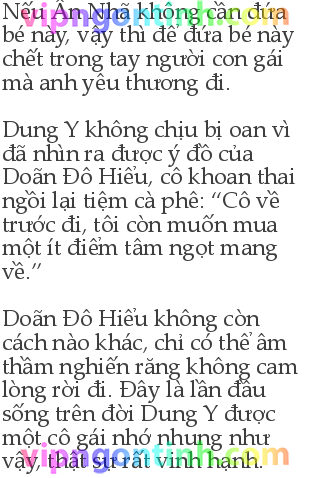 Nếu Ân Nhã không cần đứa
bé này, vậy thì để đứa bé này
chết trong tay người con gái
mà anh yêu thương đi.
Dung Y không chịu bị oan vì
đã nhìn ra được ý đồ của
Doãn Đô Hiểu, cô khoan thai
ngồi lại tiệm cà phê: “Cô về
trước đi, tôi còn muốn mua
một ít điểm tâm ngọt mang
về.”
Doãn Đô Hiểu không còn
cách nào khác, chỉ có thể âm
thầm nghiến răng không cam
lòng rời đi. Đây là lần đầu
sống trên đời Dung Y được
một cô gái nhớ nhung như
vậy, thật sự rất vinh hạnh.
vipngontinh.com
vipngontinh.com